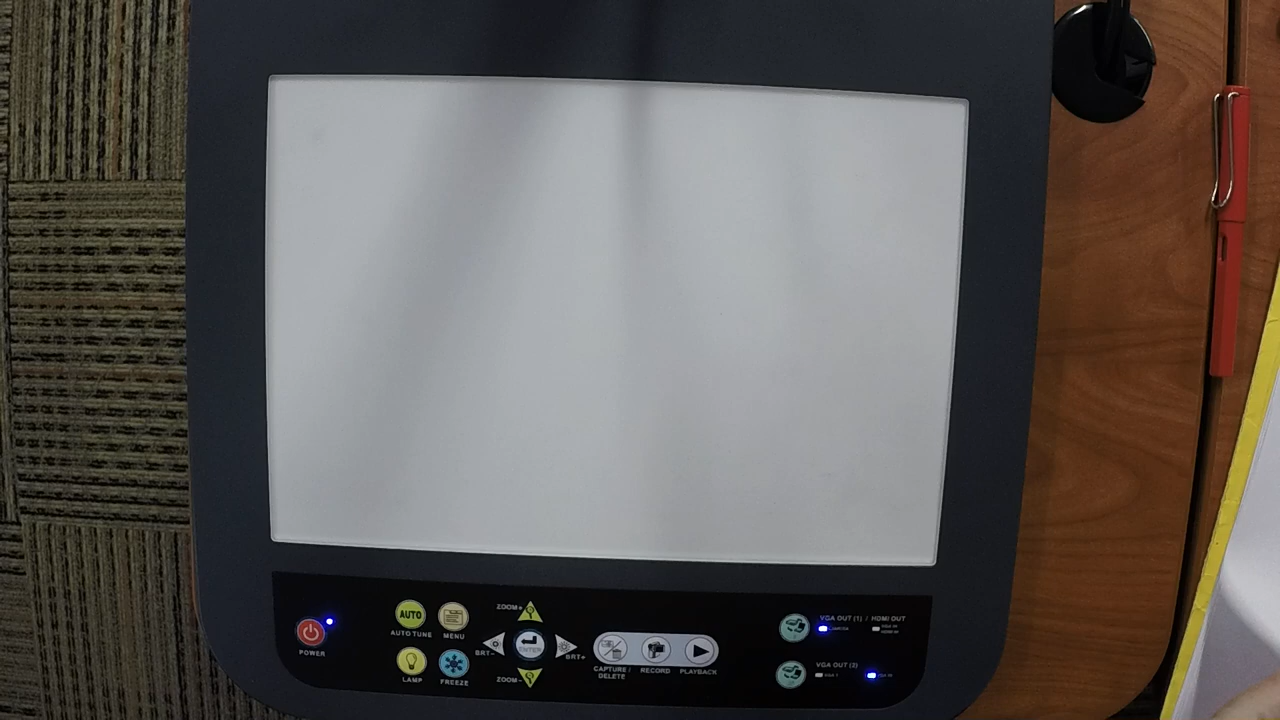 POWER
AUTO
AUTO TUNE
MENU
LAMP
FREEZE
ZOOM+
BRT-
ENTER
BRT+
ZOOM-
CAPTURE / DELETE
RECORD
PLAYBACK
VGA OUT (1) / HDMI OUT
VGA OUT (2)